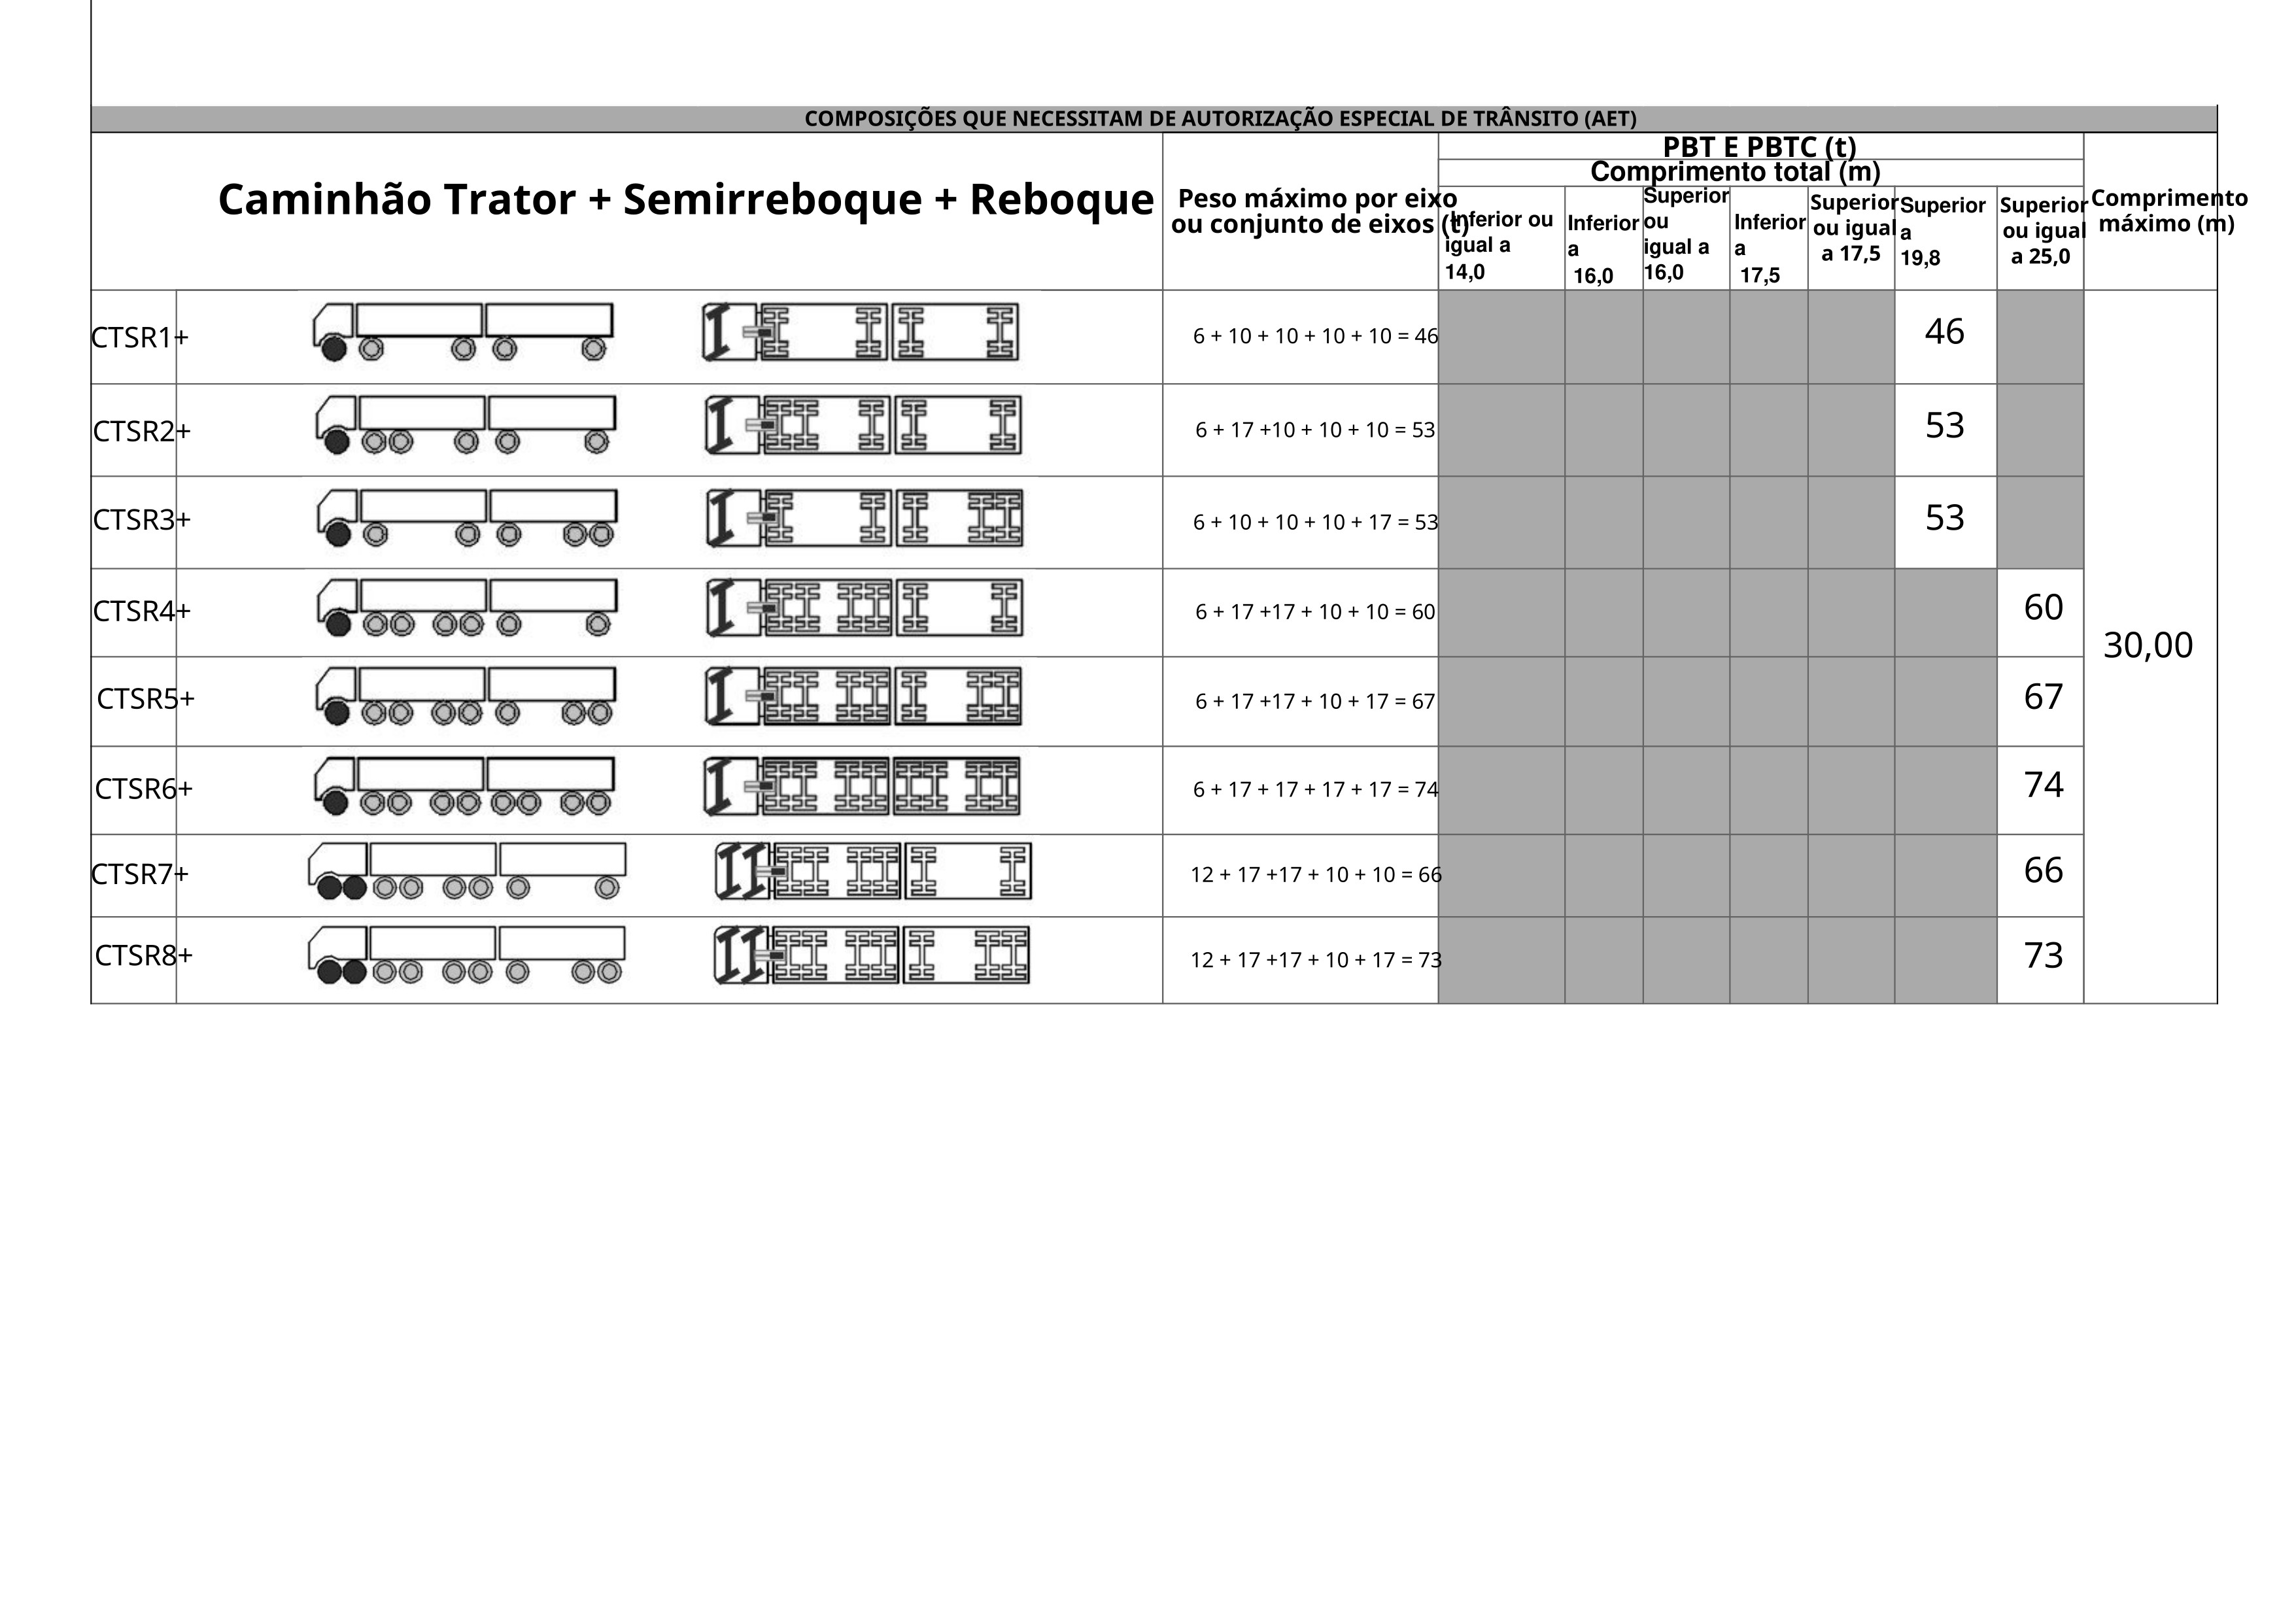 COMPOSIÇÕES QUE NECESSITAM DE AUTORIZAÇÃO ESPECIAL DE TRÂNSITO (AET)
Caminhão Trator + Semirreboque + Reboque
Peso máximo por eixo
ou conjunto de eixos (t)
PBT E PBTC (t)
Comprimento total (m)
Inferior ou
igual a
14,0
Inferior
a
16,0
Superior
ou
igual a
16,0
Inferior
a
17,5
Superior
ou igual
a 17,5
Superior
a
19,8
Superior
ou igual
a 25,0
Comprimento
máximo (m)
CTSR1+
6 + 10 + 10 + 10 + 10 = 46
46
CTSR2+
6 + 17 +10 + 10 + 10 = 53
53
CTSR3+
6 + 10 + 10 + 10 + 17 = 53
53
CTSR4+
6 + 17 +17 + 10 + 10 = 60
60
30,00
CTSR5+
6 + 17 +17 + 10 + 17 = 67
67
CTSR6+
6 + 17 + 17 + 17 + 17 = 74
74
CTSR7+
12 + 17 +17 + 10 + 10 = 66
66
CTSR8+
12 + 17 +17 + 10 + 17 = 73
73